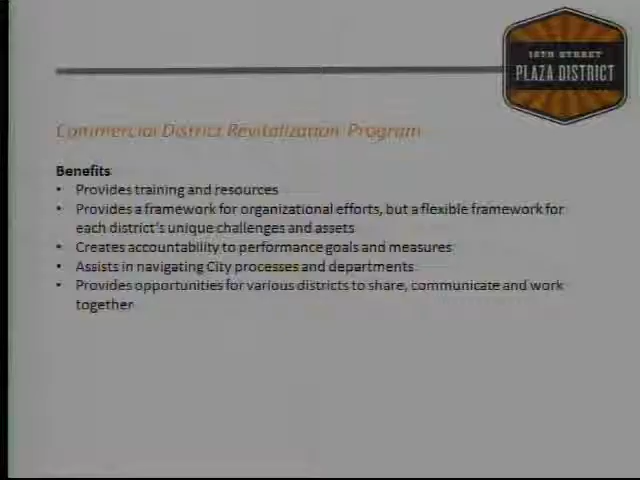 16TH STREET
PLAZA DISTRICT
Commercial District Revitalization Program
Benefits
• Provides training and resources
• Provides a framework for organizational efforts, but a flexible framework for
each district's unique challenges and assets
• Creates accountability to performance goals and measures
• Assists in navigating City processes and departments
• Provides opportunities for various districts to share, communicate and work
together